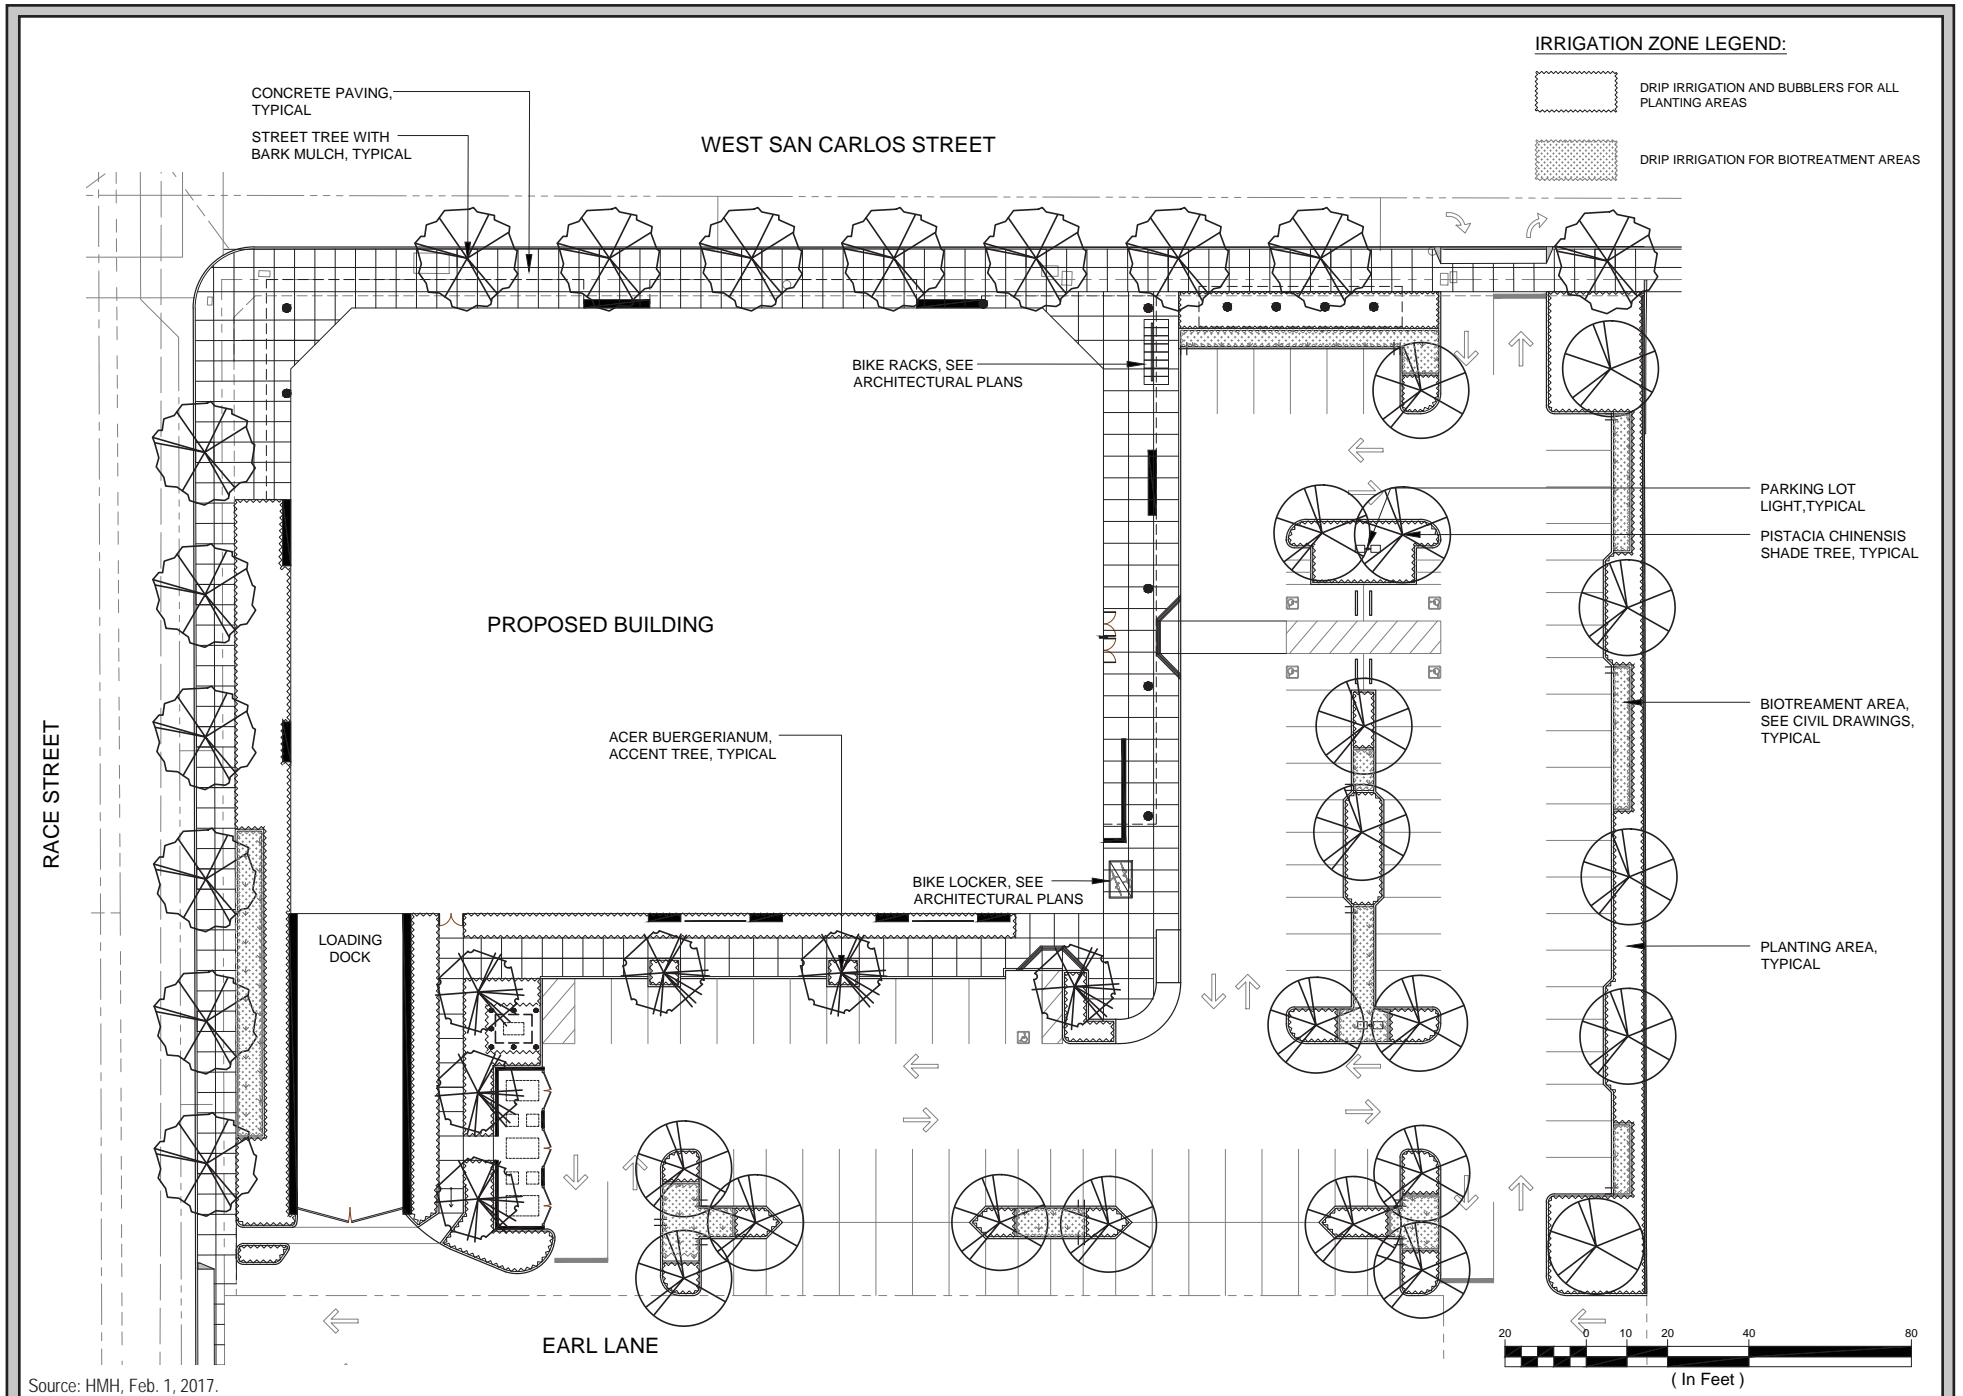 IRRIGATION ZONE LEGEND:
DRIP IRRIGATION AND BUBBLERS FOR ALL
PLANTING AREAS
DRIP IRRIGATION FOR BIOTREATMENT AREAS
CONCRETE PAVING,
TYPICAL
STREET TREE WITH
BARK MULCH, TYPICAL
WEST SAN CARLOS STREET
BIKE RACKS, SEE
ARCHITECTURAL PLANS
PARKING LOT
LIGHT,TYPICAL
PISTACIA CHINENSIS
SHADE TREE, TYPICAL
PROPOSED BUILDING
RACE STREET
ACER BUERGERIANUM,
ACCENT TREE, TYPICAL
BIOTREAMENT AREA,
SEE CIVIL DRAWINGS,
TYPICAL
BIKE LOCKER, SEE
ARCHITECTURAL PLANS
LOADING
DOCK
PLANTING AREA,
TYPICAL
EARL LANE
20 0 10 20 40 80
( In Feet )
Source: HMH, Feb. 1, 2017.